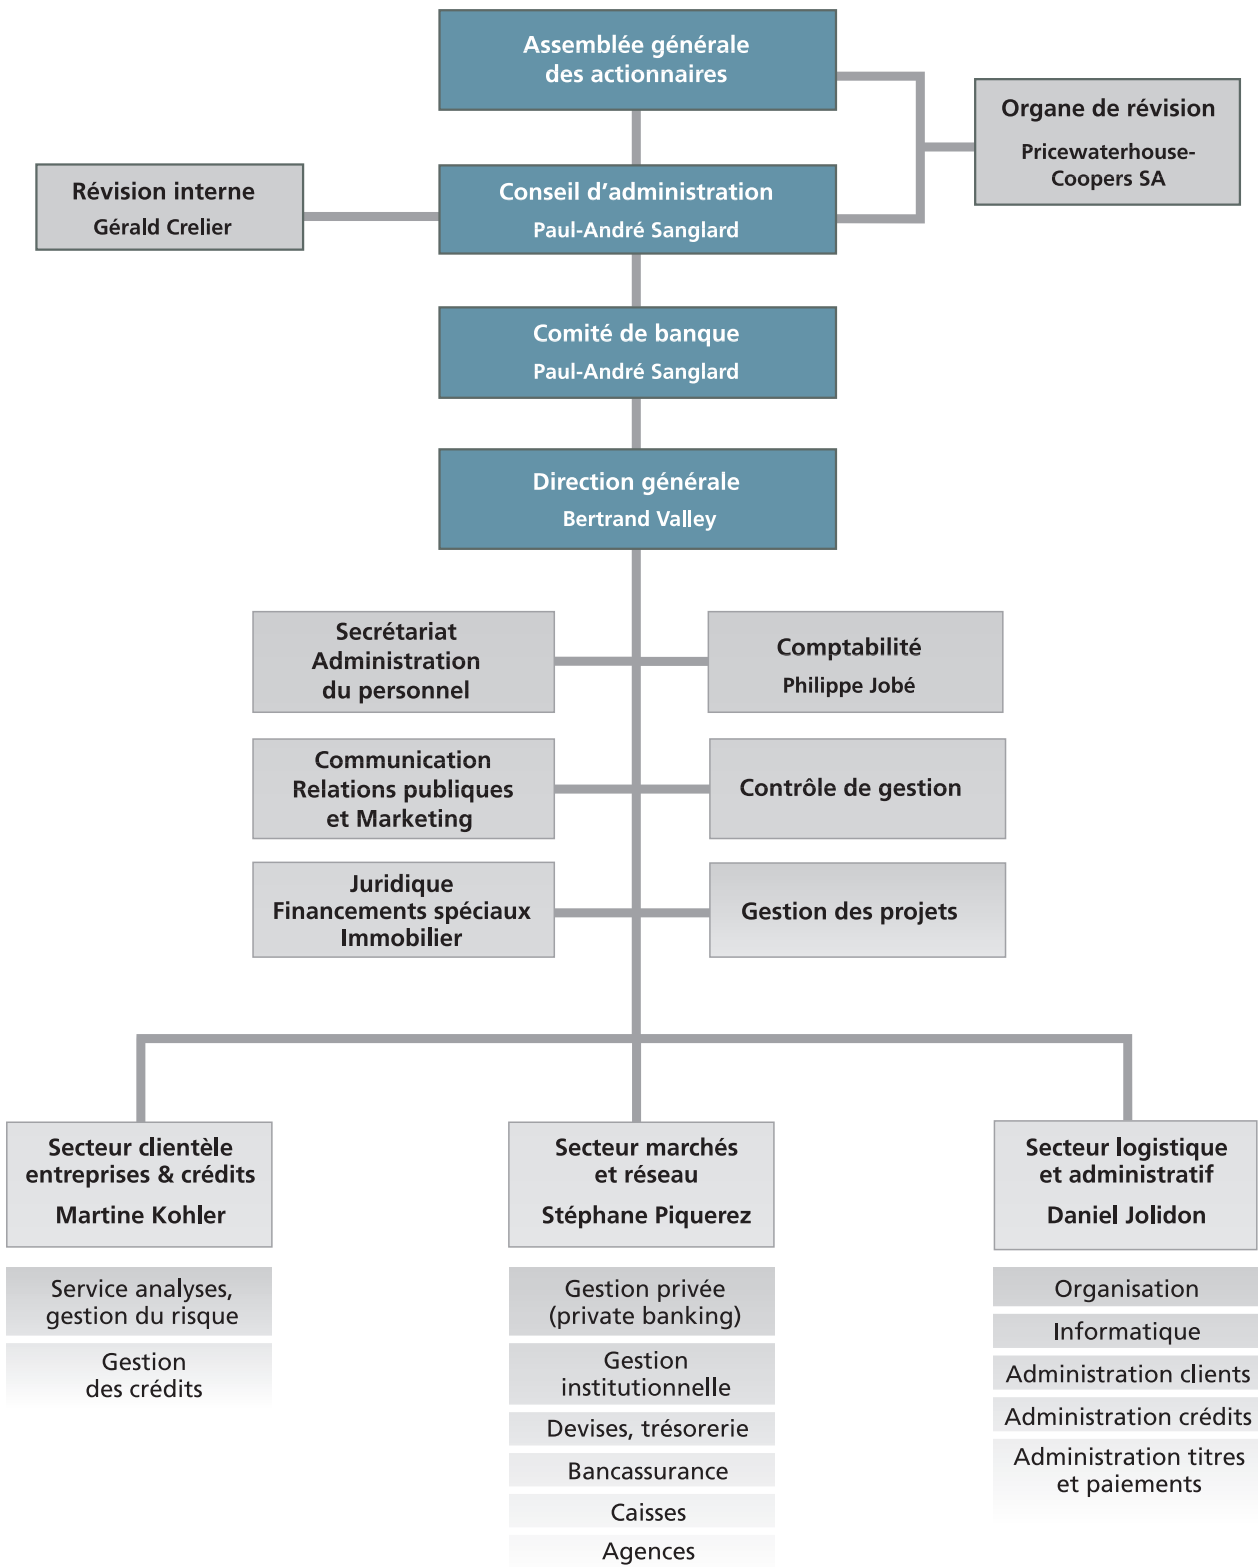 Assemblée générale
des actionnaires
Organe de révision
Pricewaterhouse-
Coopers SA
Révision interne
Gérald Crelier
Conseil d'administration
Paul-André Sanglard
Comité de banque
Paul-André Sanglard
Direction générale
Bertrand Valley
Secrétariat
Administration
du personnel
Comptabilité
Philippe Jobé
Communication
Relations publiques
et Marketing
Contrôle de gestion
Juridique
Financements spéciaux
Immobilier
Gestion des projets
Secteur clientèle
entreprises & crédits
Martine Kohler
Service analyses,
gestion du risque
Gestion
des crédits
Secteur marchés
et réseau
Stéphane Piquerez
Gestion privée
(private banking)
Gestion
institutionnelle
Devises, trésorerie
Bancassurance
Caisses
Agences
Secteur logistique
et administratif
Daniel Jolidon
Organisation
Informatique
Administration clients
Administration crédits
Administration titres
et paiements